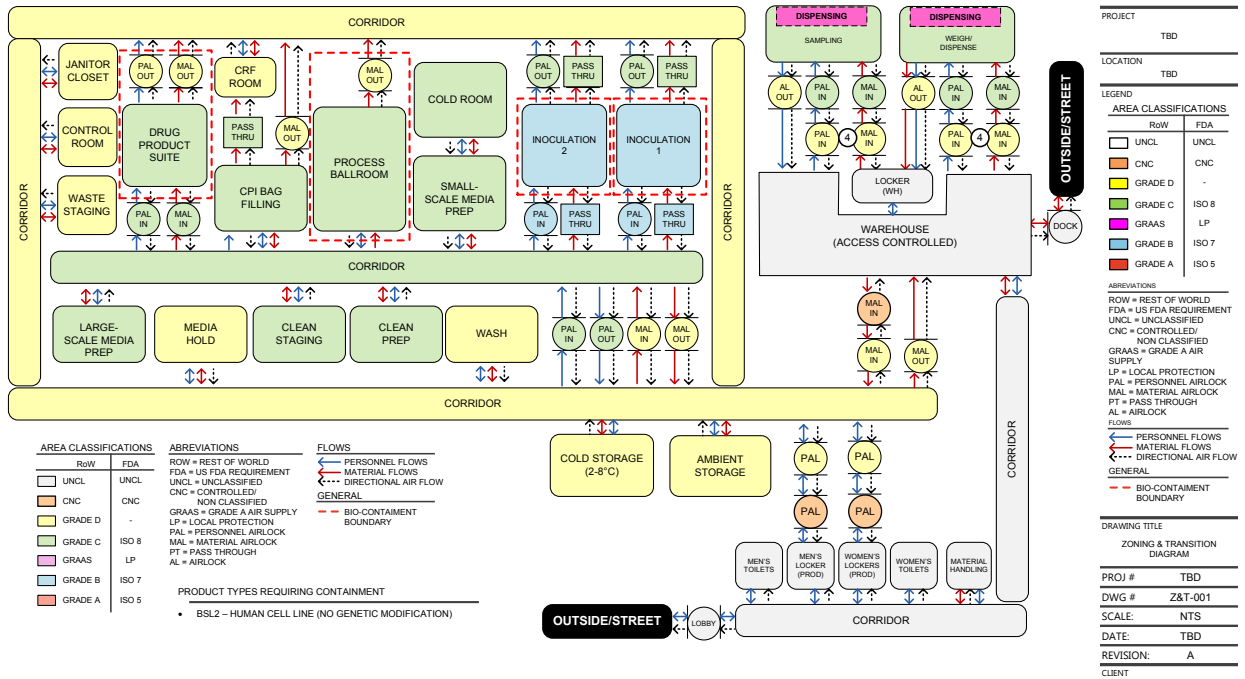 CORRIDOR
CORRIDOR
JANITOR
CLOSET
CONTROL
ROOM
WASTE
STAGING
PAL
OUT
MAL
OUT
DRUG
PRODUCT
SUITE
PAL
IN
MAL
IN
CRF
ROOM
PASS
THRU
MAL
OUT
CPI BAG
FILLING
MAL
OUT
PROCESS
BALLROOM
COLD ROOM
SMALL-
SCALE MEDIA
PREP
PAL
OUT
PASS
THRU
PAL
OUT
PASS
THRU
INOCULATION
2
INOCULATION
1
PAL
IN
PASS
THRU
PAL
IN
PASS
THRU
CORRIDOR
CORRIDOR
LARGE-
SCALE MEDIA
PREP
MEDIA
HOLD
CLEAN
STAGING
CLEAN
PREP
WASH
PAL
IN
PAL
OUT
MAL
IN
MAL
OUT
CORRIDOR
DISPENSING
SAMPLING
DISPENSING
WEIGH/
DISPENSE
AL
OUT
PAL
IN
MAL
IN
AL
OUT
PAL
IN
MAL
IN
PAL
IN
4
MAL
IN
PAL
IN
4
MAL
IN
LOCKER
(WH)
WAREHOUSE
(ACCESS CONTROLLED)
OUTSIDE/STREET
DOCK
MAL
IN
MAL
IN
MAL
OUT
CORRIDOR
COLD STORAGE
(2-8°C)
AMBIENT
STORAGE
PAL
PAL
PAL
PAL
MEN'S
TOILETS
MEN'S
LOCKER
(PROD)
WOMEN'S
LOCKERS
(PROD)
WOMEN'S
TOILETS
MATERIAL
HANDLING
OUTSIDE/STREET
LOBBY
CORRIDOR
AREA CLASSIFICATIONS
RoW FDA
UNCL UNCL
CNC CNC
GRADE D -
GRADE C ISO 8
GRAAS LP
GRADE B ISO 7
GRADE A ISO 5
ABREVIATIONS
ROW = REST OF WORLD
FDA = US FDA REQUIREMENT
UNCL = UNCLASSIFIED
CNC = CONTROLLED/
NON CLASSIFIED
GRAAS = GRADE A AIR SUPPLY
LP = LOCAL PROTECTION
PAL = PERSONNEL AIRLOCK
MAL = MATERIAL AIRLOCK
PT = PASS THROUGH
AL = AIRLOCK
FLOWS
PERSONNEL FLOWS
MATERIAL FLOWS
DIRECTIONAL AIR FLOW
GENERAL
BIO-CONTAIMENT
BOUNDARY
PRODUCT TYPES REQUIRING CONTAINMENT
• BSL2 – HUMAN CELL LINE (NO GENETIC MODIFICATION)
PROJECT
TBD
LOCATION
TBD
LEGEND
AREA CLASSIFICATIONS
RoW FDA
UNCL UNCL
CNC CNC
GRADE D -
GRADE C ISO 8
GRAAS LP
GRADE B ISO 7
GRADE A ISO 5
ABREVIATIONS
ROW = REST OF WORLD
FDA = US FDA REQUIREMENT
UNCL = UNCLASSIFIED
CNC = CONTROLLED/
NON CLASSIFIED
GRAAS = GRADE A AIR
SUPPLY
LP = LOCAL PROTECTION
PAL = PERSONNEL AIRLOCK
MAL = MATERIAL AIRLOCK
PT = PASS THROUGH
AL = AIRLOCK
FLOWS
PERSONNEL FLOWS
MATERIAL FLOWS
DIRECTIONAL AIR FLOW
GENERAL
BIO-CONTAIMENT
BOUNDARY
DRAWING TITLE
ZONING & TRANSITION
DIAGRAM
PROJ # TBD
DWG # Z&T-001
SCALE: NTS
DATE: TBD
REVISION: A
CLIENT